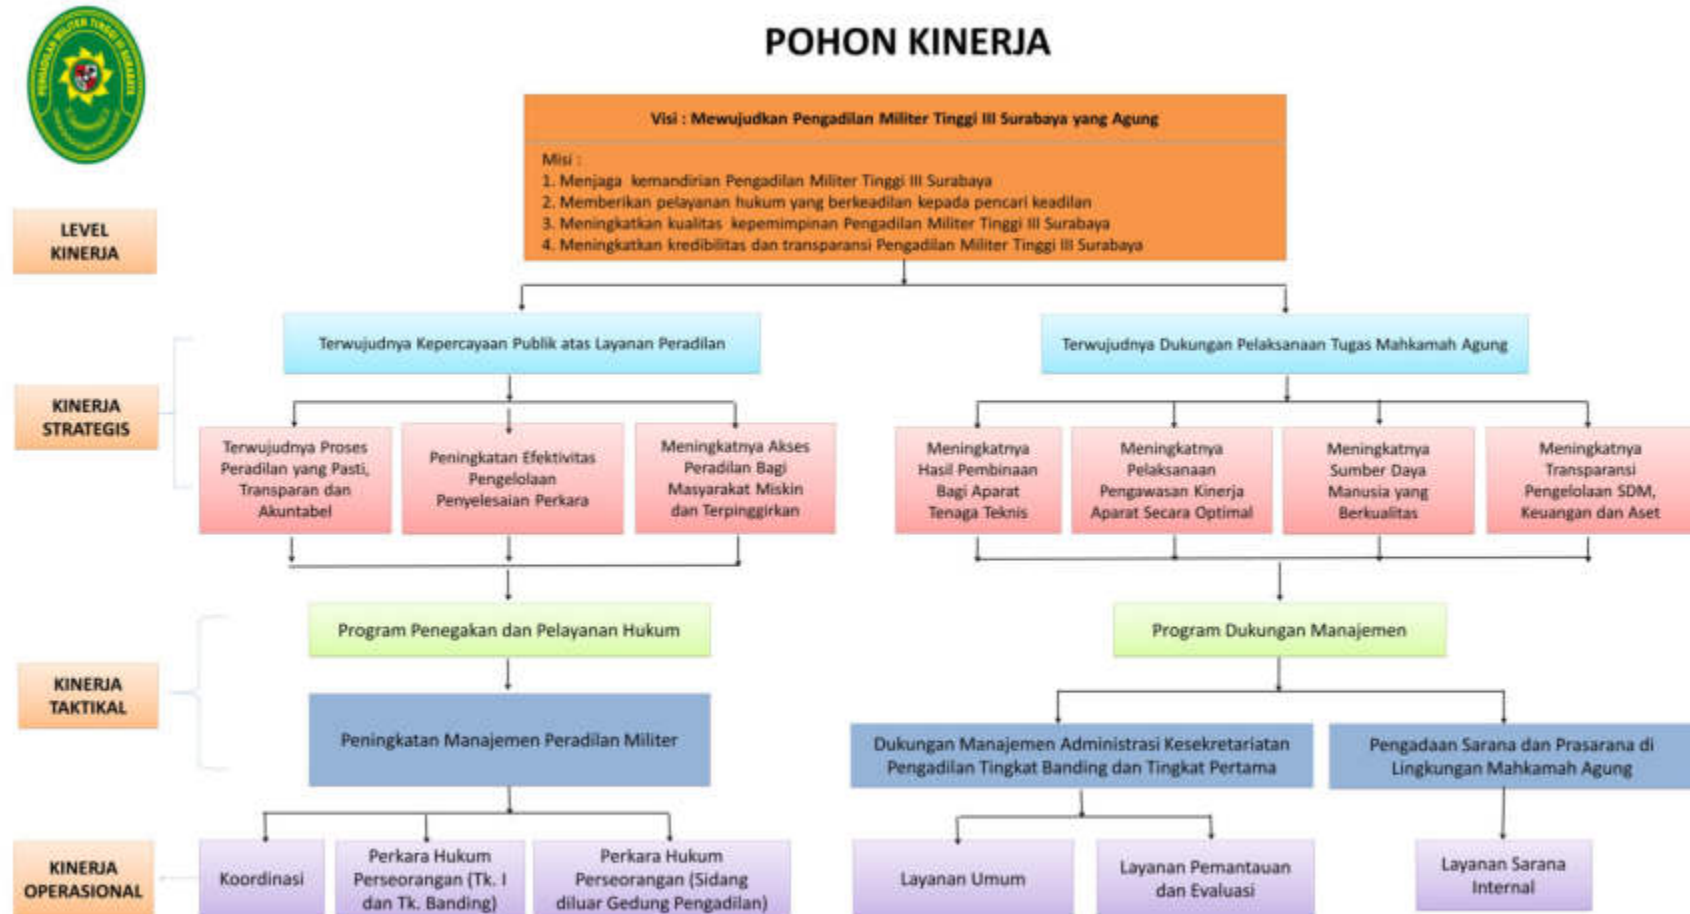 PENGADILAN MILITER TINGGI III SURABAYA
POHON KINERJA
Visi : Mewujudkan Pengadilan Militer Tinggi III Surabaya yang Agung
Misi :
1. Menjaga kemandirian Pengadilan Militer Tinggi III Surabaya
2. Memberikan pelayanan hukum yang berkeadilan kepada pencari keadilan
3. Meningkatkan kualitas kepemimpinan Pengadilan Militer Tinggi III Surabaya
4. Meningkatkan kredibilitas dan transparansi Pengadilan Militer Tinggi III Surabaya
LEVEL
KINERJA
Terwujudnya Kepercayaan Publik atas Layanan Peradilan
Terwujudnya Dukungan Pelaksanaan Tugas Mahkamah Agung
KINERJA
STRATEGIS
Terwujudnya Proses
Peradilan yang Pasti,
Transparan dan
Akuntabel
Peningkatan Efektivitas
Pengelolaan
Penyelesaian Perkara
Meningkatnya Akses
Peradilan Bagi
Masyarakat Miskin
dan Terpinggirkan
Meningkatnya
Hasil Pembinaan
Bagi Aparat
Tenaga Teknis
Meningkatnya
Pelaksanaan
Pengawasan Kinerja
Aparat Secara Optimal
Meningkatnya
Sumber Daya
Manusia yang
Berkualitas
Meningkatnya
Transparansi
Pengelolaan SDM,
Keuangan dan Aset
Program Penegakan dan Pelayanan Hukum
Program Dukungan Manajemen
KINERJA
TAKTIKAL
Peningkatan Manajemen Peradilan Militer
Dukungan Manajemen Administrasi Kesekretariatan
Pengadilan Tingkat Banding dan Tingkat Pertama
Pengadaan Sarana dan Prasarana di
Lingkungan Mahkamah Agung
KINERJA
OPERASIONAL
Koordinasi
Perkara Hukum
Perseorangan (Tk. I
dan Tk. Banding)
Perkara Hukum
Perseorangan (Sidang
diluar Gedung Pengadilan)
Layanan Umum
Layanan Pemantauan
dan Evaluasi
Layanan Sarana
Internal